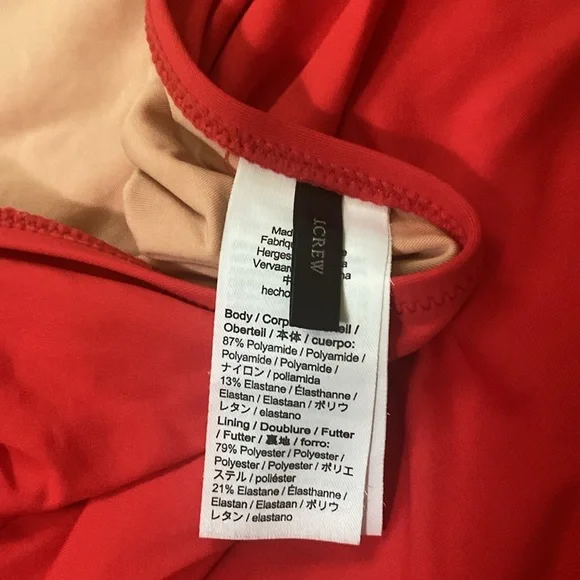 J.CREW
Mad
Fabriq
Herges
Vervaar
中
hecho
Body / Corp
Oberteil / 本体 / cuerpo:
87% Polyamide / Polyamide /
Polyamide / Polyamide /
ナイロン / poliamida
13% Elastane / Élasthanne /
Elastan / Elastaan / ポリウ
レタン / elastano
Lining / Doublure / Futter
/ Futter / 裏地 / forro:
79% Polyester / Polyester /
Polyester / Polyester / ポリエ
ステル / poliéster
21% Elastane / Élasthanne /
Elastan / Elastaan / ポリウ
レタン / elastano